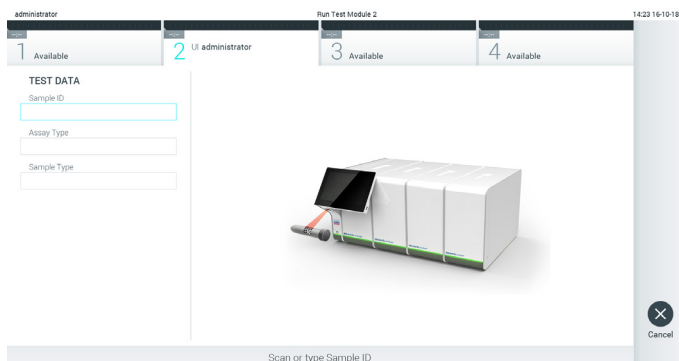 administrator
Run Test Module 2
14:23 16-10-18
--:--
--:--
--:--
--:--
1 Available
2 UI administrator
3 Available
4 Available
TEST DATA
Sample ID
Assay Type
Sample Type
Cancel
Scan or type Sample ID